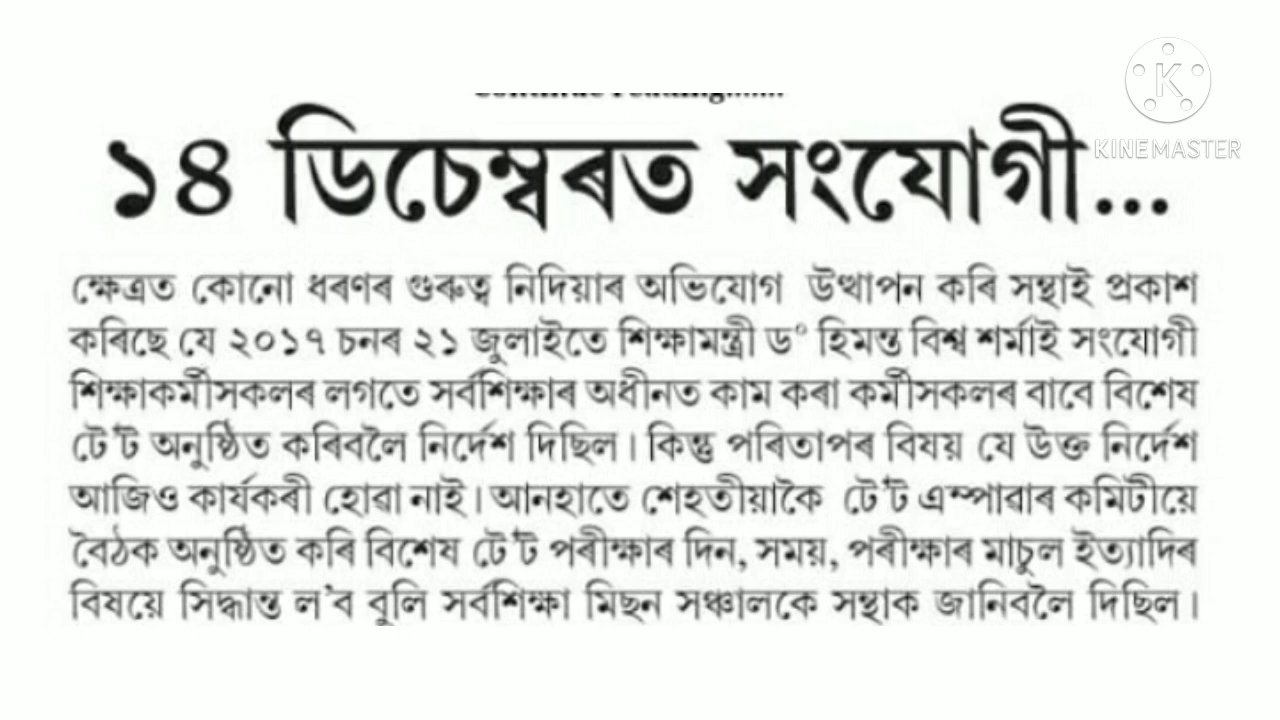 Continue reading......
১৪ ডিচেম্বৰত সংযোগী...
ক্ষেত্ৰত কোনো ধৰণৰ গুৰুত্ব নিদিয়াৰ অভিযোগ উত্থাপন কৰি সন্থাই প্ৰকাশ
কৰিছে যে ২০১৭ চনৰ ২১ জুলাইতে শিক্ষামন্ত্ৰী ড° হিমন্ত বিশ্ব শৰ্মাই সংযোগী
শিক্ষাকৰ্মীসকলৰ লগতে সৰ্বশিক্ষাৰ অধীনত কাম কৰা কৰ্মীসকলৰ বাবে বিশেষ
টে'ট অনুষ্ঠিত কৰিবলৈ নিৰ্দেশ দিছিল। কিন্তু পৰিতাপৰ বিষয় যে উক্ত নিৰ্দেশ
আজিও কাৰ্যকৰী হোৱা নাই। আনহাতে শেহতীয়াকৈ টে'ট এম্পাৱাৰ কমিটীয়ে
বৈঠক অনুষ্ঠিত কৰি বিশেষ টে'ট পৰীক্ষাৰ দিন, সময়, পৰীক্ষাৰ মাচুল ইত্যাদিৰ
বিষয়ে সিদ্ধান্ত ল'ব বুলি সৰ্বশিক্ষা মিছন সঞ্চালকে সন্থাক জানিবলৈ দিছিল।
K
KINEMASTER